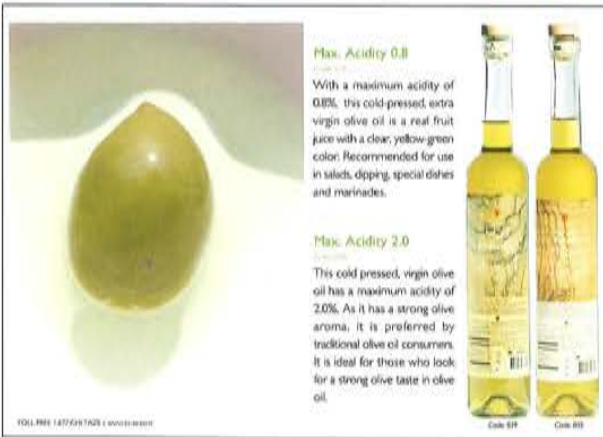 Max. Acidity 0.8
With a maximum acidity of
0.8%, this cold-pressed, extra
virgin olive oil is a real fruit
juice with a clear, yellow-green
color. Recommended for use
in salads, dipping, special dishes
and marinades.
Max. Acidity 2.0
This cold pressed, virgin olive
oil has a maximum acidity of
2.0%. As it has a strong olive
aroma, it is preferred by
traditional olive oil consumers.
It is ideal for those who look
for a strong olive taste in olive
oil.
TOLL FREE
Code
Code